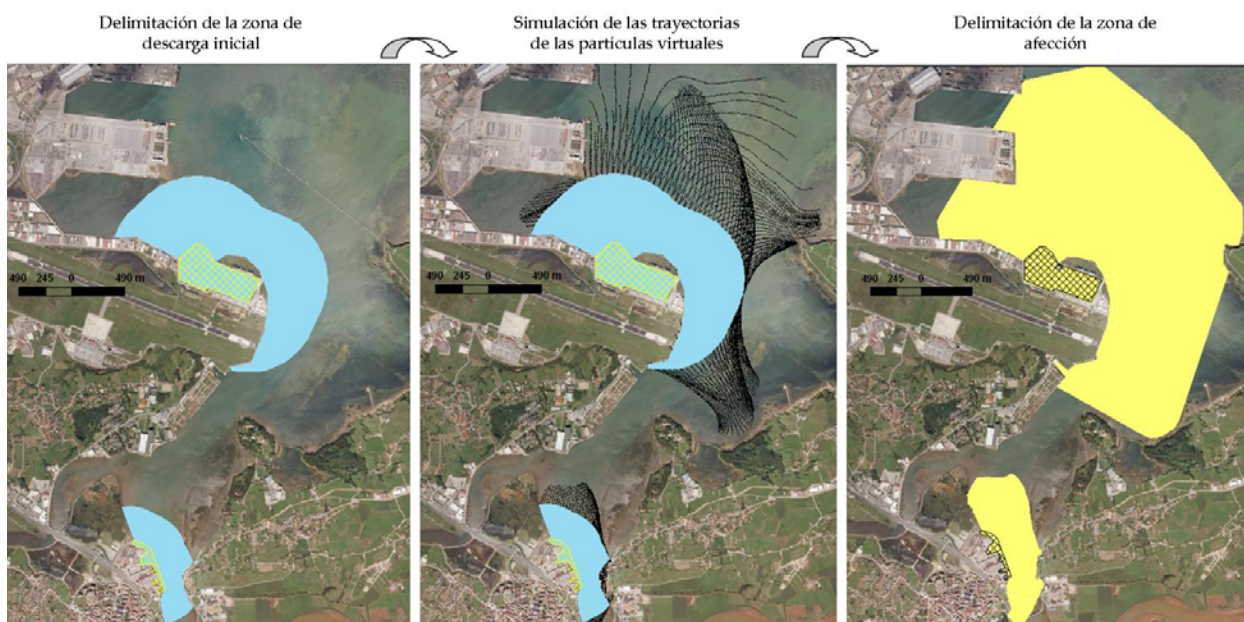 Delimitación de la zona de
descarga inicial
Simulación de las trayectorias
de las partículas virtuales
Delimitación de la zona de
afección
490 245 0 490 m
490 245 0 490 m
490 245 0 490 m